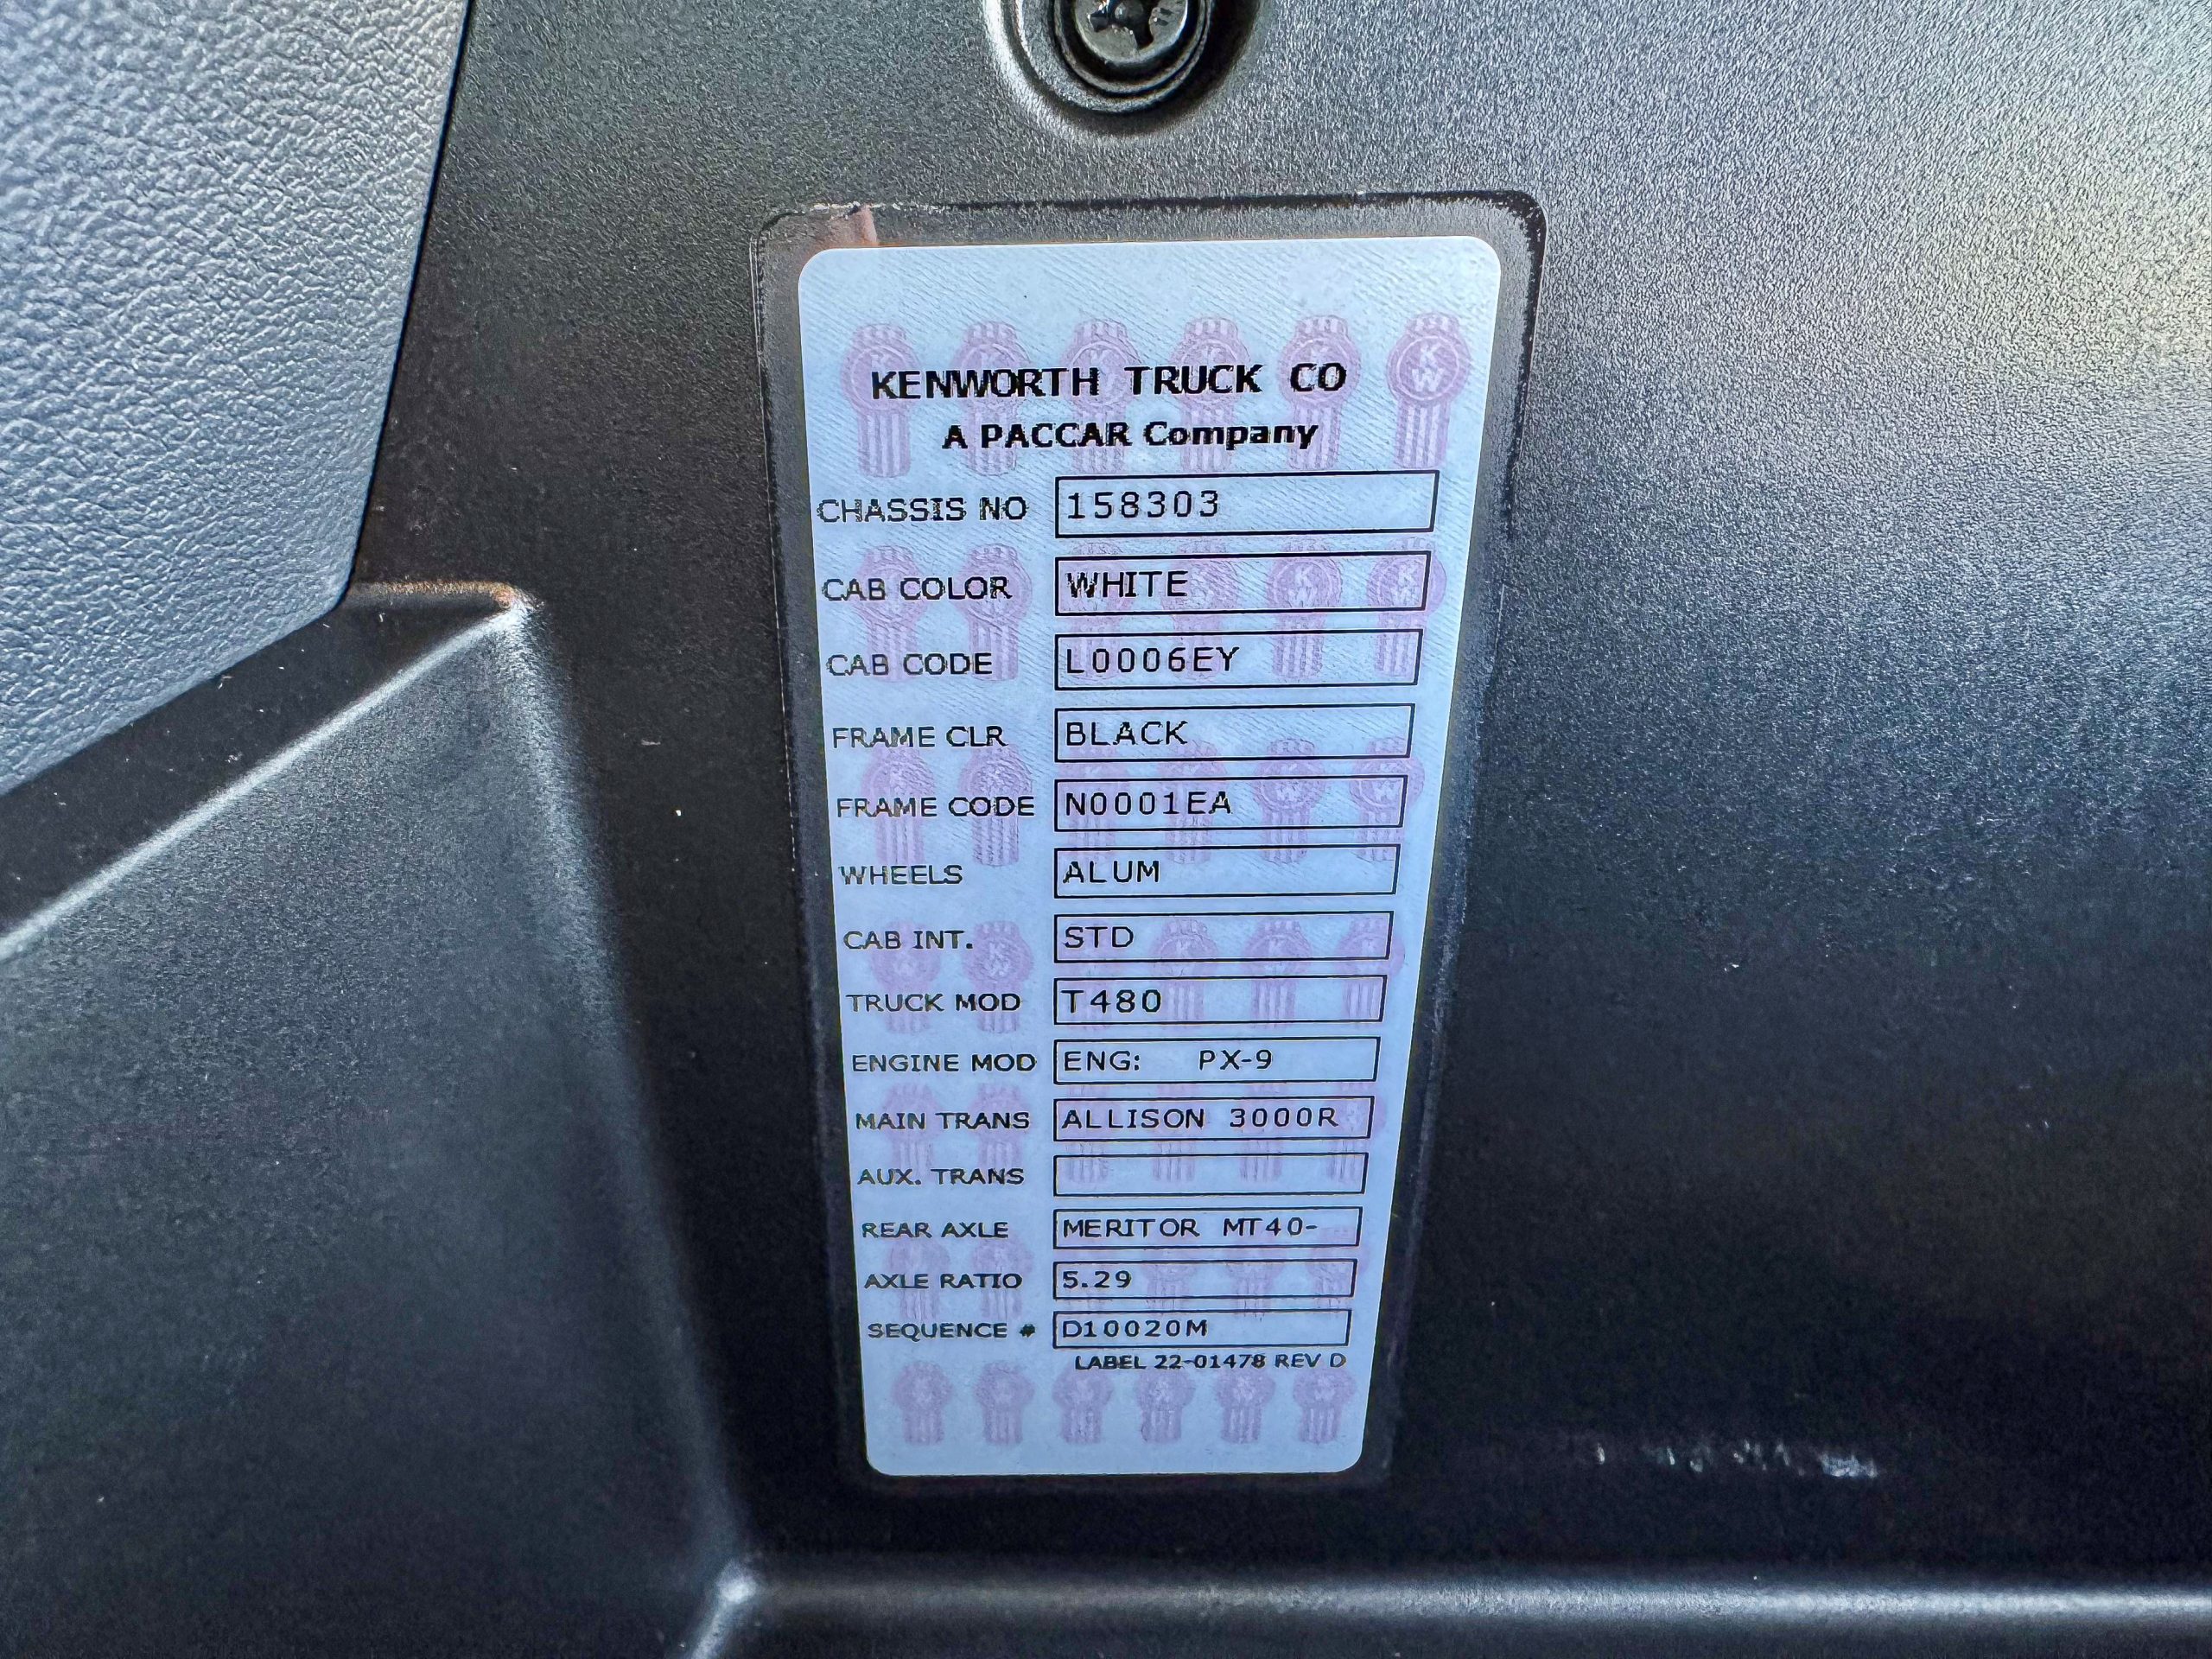 KENWORTH TRUCK CO
A PACCAR Company
CHASSIS NO 158303
CAB COLOR WHITE
CAB CODE L0006EY
FRAME CLR BLACK
FRAME CODE N0001EA
WHEELS ALUM
CAB INT. STD
TRUCK MOD T480
ENGINE MOD ENG: PX-9
MAIN TRANS ALLISON 3000R
AUX. TRANS
REAR AXLE MERITOR MT40-
AXLE RATIO 5.29
SEQUENCE # D10020M
LABEL 22-01478 REV D